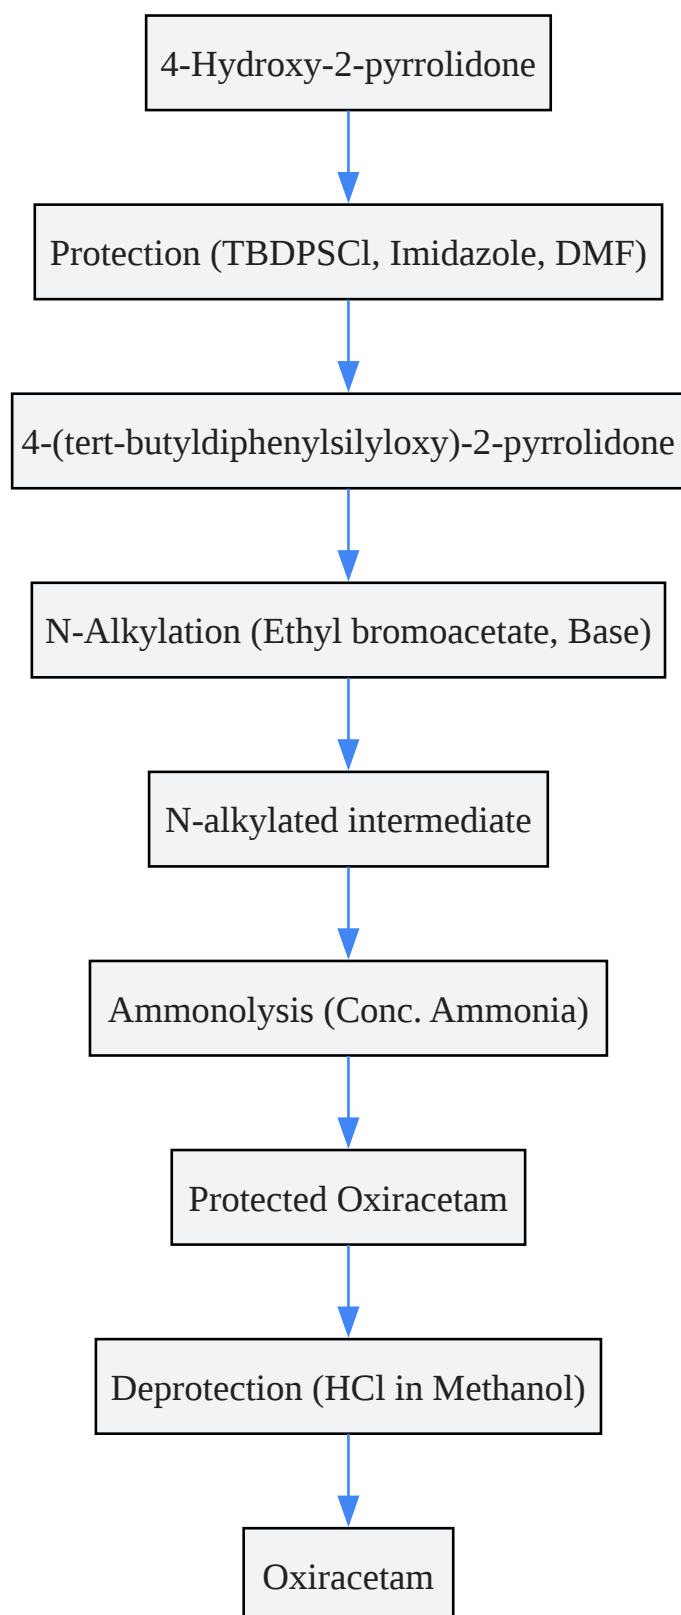 4-Hydroxy-2-pyrrolidone
Protection (TBDPSCl, Imidazole, DMF)
4-(tert-butyldiphenylsilyloxy)-2-pyrrolidone
N-Alkylation (Ethyl bromoacetate, Base)
N-alkylated intermediate
Ammonolysis (Conc. Ammonia)
Protected Oxiracetam
Deprotection (HCl in Methanol)
Oxiracetam